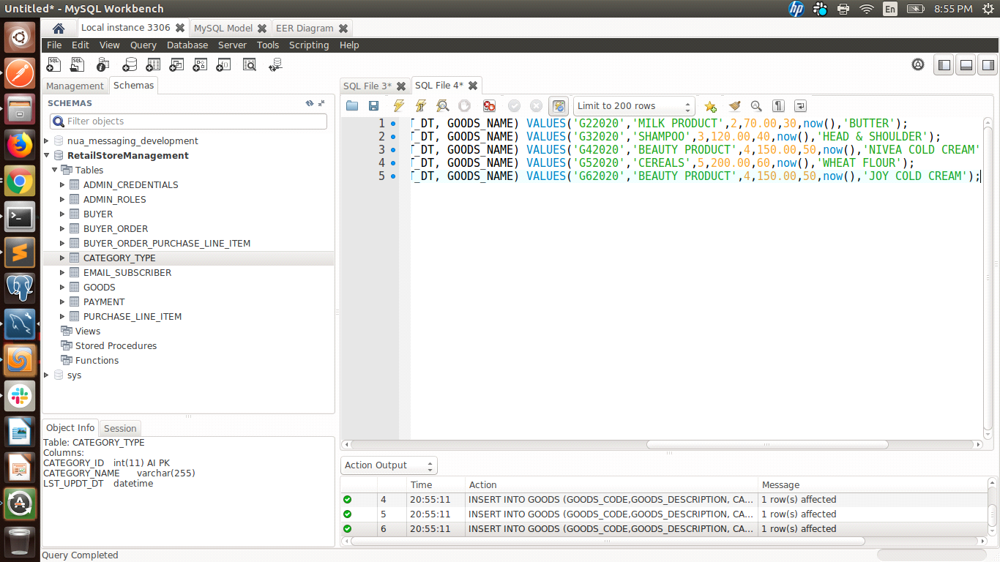 Untitled* - MySQL Workbench
En
8:55 PM
Local instance 3306
MySQL Model
EER Diagram
File Edit View Query Database Server Tools Scripting Help
Management
Schemas
SQL File 3*
SQL File 4*
SCHEMAS
Limit to 200 rows
Filter objects
nua_messaging_development
RetailStoreManagement
Tables
ADMIN_CREDENTIALS
ADMIN_ROLES
BUYER
BUYER_ORDER
BUYER_ORDER_PURCHASE_LINE_ITEM
CATEGORY_TYPE
EMAIL_SUBSCRIBER
GOODS
PAYMENT
PURCHASE_LINE_ITEM
Views
Stored Procedures
Functions
sys
1 T_DT, GOODS_NAME) VALUES('G22020','MILK PRODUCT',2,70.00,30,now(),'BUTTER');
2 T_DT, GOODS_NAME) VALUES('G32020','SHAMPOO',3,120.00,40,now(),'HEAD & SHOULDER');
3 T_DT, GOODS_NAME) VALUES('G42020','BEAUTY PRODUCT',4,150.00,50,now(),'NIVEA COLD CREAM'
4 T_DT, GOODS_NAME) VALUES('G52020','CEREALS',5,200.00,60,now(),'WHEAT FLOUR');
5 T_DT, GOODS_NAME) VALUES('G62020','BEAUTY PRODUCT',4,150.00,50,now(),'JOY COLD CREAM');
Object Info
Session
Table: CATEGORY_TYPE
Columns:
CATEGORY_ID int(11) AI PK
CATEGORY_NAME varchar(255)
LST_UPDT_DT datetime
Action Output
Time Action Message
4 20:55:11 INSERT INTO GOODS (GOODS_CODE,GOODS_DESCRIPTION, CA... 1 row(s) affected
5 20:55:11 INSERT INTO GOODS (GOODS_CODE,GOODS_DESCRIPTION, CA... 1 row(s) affected
6 20:55:11 INSERT INTO GOODS (GOODS_CODE,GOODS_DESCRIPTION, CA... 1 row(s) affected
Query Completed